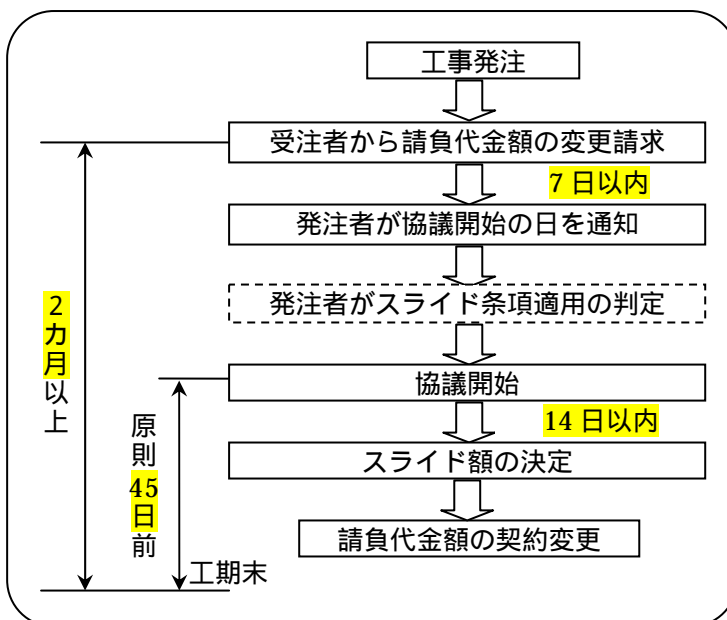 工事発注
受注者から請負代金額の変更請求
7 日以内
発注者が協議開始の日を通知
発注者がスライド条項適用の判定
協議開始
14 日以内
スライド額の決定
請負代金額の契約変更
2カ月以上
原則45日前
工期末